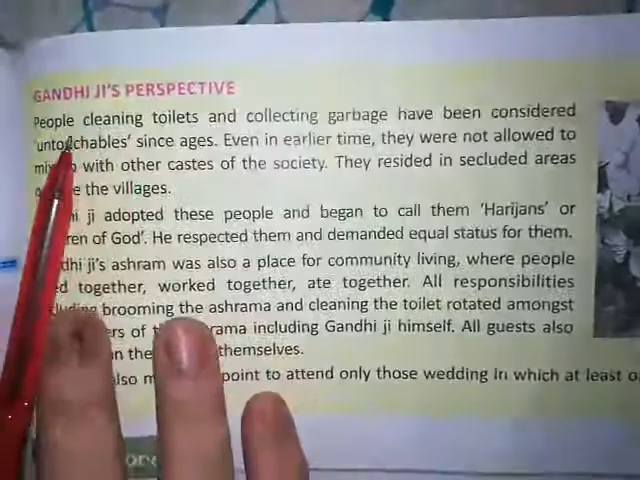 GANDHI JI'S PERSPECTIVE
People cleaning toilets and collecting garbage have been considered
'untouchables' since ages. Even in earlier time, they were not allowed to
mix up with other castes of the society. They resided in secluded areas
the villages.
ji adopted these people and began to call them 'Harijans' or
of God'. He respected them and demanded equal status for them.
ji's ashram was also a place for community living, where people
together, worked together, ate together. All responsibilities
brooming the ashrama and cleaning the toilet rotated amongst
of including Gandhi ji himself. All guests also
themselves.
also point to attend only those wedding in which at least